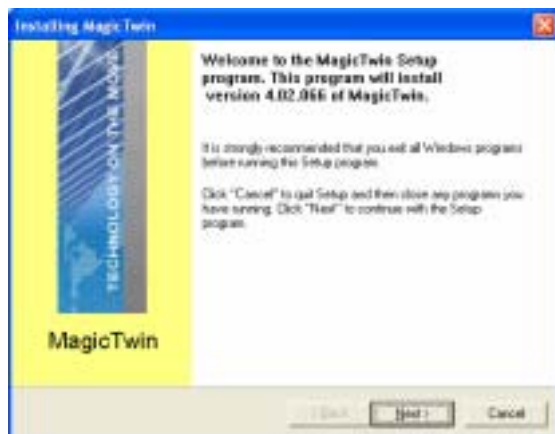 Installing MagicTwin
TECHNOLOGY ON THE MOVE
MagicTwin
Welcome to the MagicTwin Setup
program. This program will install
version 4.02.066 of MagicTwin.
It is strongly recommended that you exit all Windows programs
before running this Setup program.
Click "Cancel" to quit Setup and then close any programs you
have running. Click "Next" to continue with the Setup
program.
< Back
Next >
Cancel